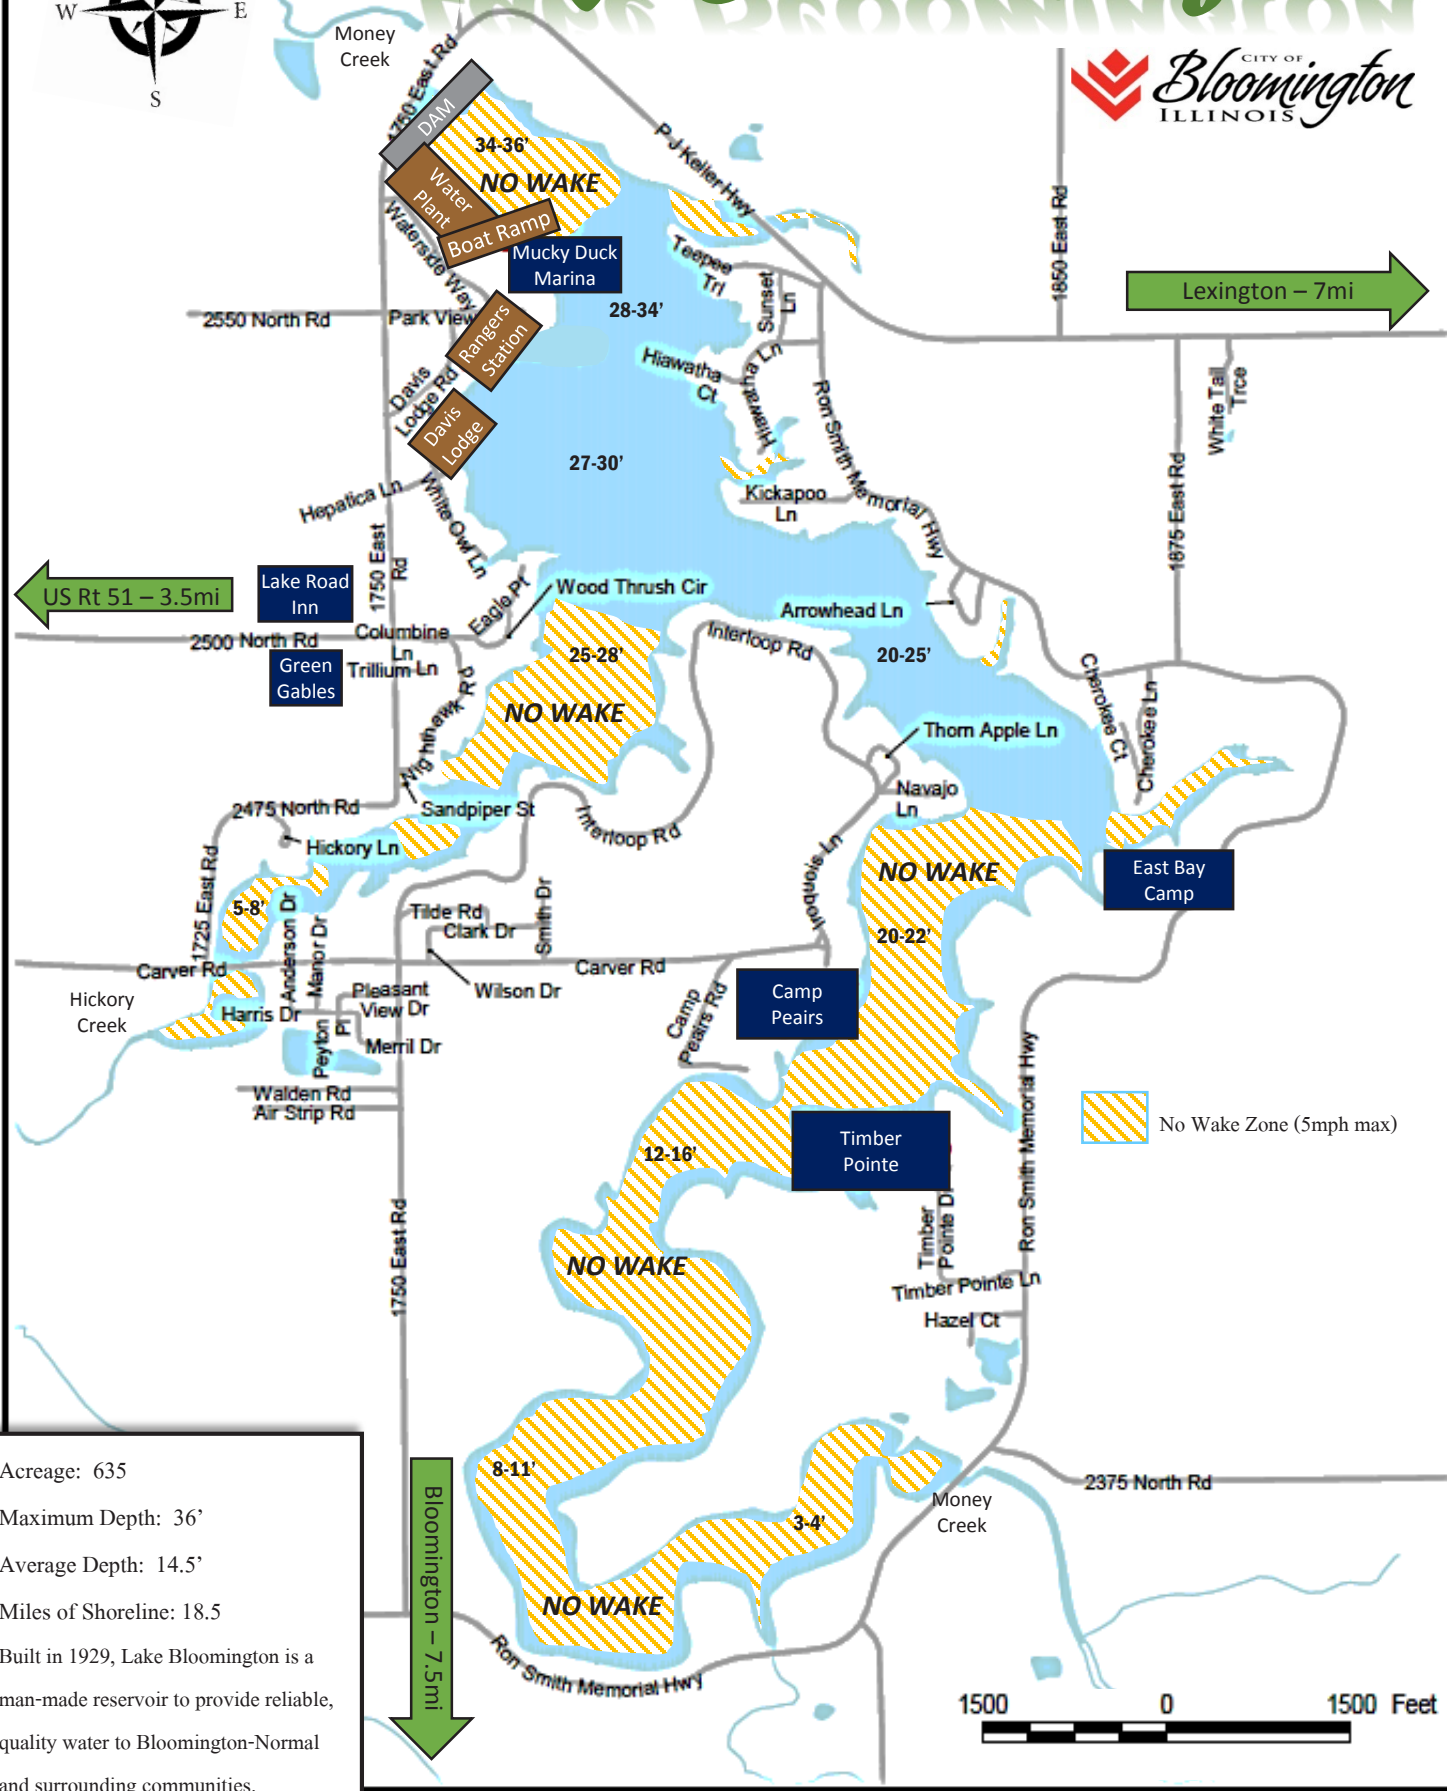 LAKE BLOOMINGTON
W
E
S
Money
Creek
CITY OF
Bloomington
ILLINOIS
1750 East Rd
DAM
34-36’
NO WAKE
Water
Plant
Boat Ramp
Mucky Duck
Marina
P J Keller Hwy
1850 East Rd
Lexington – 7mi
Waterside Way
Teepee
Trl
Sunset
Ln
28-34’
2550 North Rd
Park View
Rangers
Station
Hiawatha
Ct
Hiawatha Ln
Davis
Lodge Rd
Davis
Lodge
White Tail
Trce
Ron Smith Memorial Hwy
27-30’
1875 East Rd
Kickapoo
Ln
Hepatica Ln
White Owl Ln
1750 East
Rd
US Rt 51 – 3.5mi
Lake Road
Inn
Eagle Pt
Wood Thrush Cir
Arrowhead Ln
2500 North Rd
Columbine
Ln
Trillium Ln
Green
Gables
Interloop Rd
25-28’
20-25’
NO WAKE
Nighthawk Rd
Thorn Apple Ln
Cherokee Ct
Cherokee Ln
Navajo
Ln
2475 North Rd
Sandpiper St
Interloop Rd
Hickory Ln
Iroquois Ln
NO WAKE
East Bay
Camp
1725 East Rd
5-8’
Anderson Dr
Manor Dr
Tilde Rd
Clark Dr
Smith Dr
20-22’
Carver Rd
Carver Rd
Hickory
Creek
Harris Dr
Pleasant
View Dr
Wilson Dr
Camp
Peairs Rd
Camp
Peairs
Peyton
Pl
Merril Dr
Walden Rd
Air Strip Rd
Ron Smith Memorial Hwy
No Wake Zone (5mph max)
Timber
Pointe
12-16’
1750 East Rd
Timber
Pointe Dr
NO WAKE
Timber Pointe Ln
Hazel Ct
8-11’
2375 North Rd
Money
Creek
3-4’
NO WAKE
Bloomington – 7.5mi
Ron Smith Memorial Hwy
Acreage: 635
Maximum Depth: 36’
Average Depth: 14.5’
Miles of Shoreline: 18.5
Built in 1929, Lake Bloomington is a
man-made reservoir to provide reliable,
quality water to Bloomington-Normal
and surrounding communities.
1500 0 1500 Feet